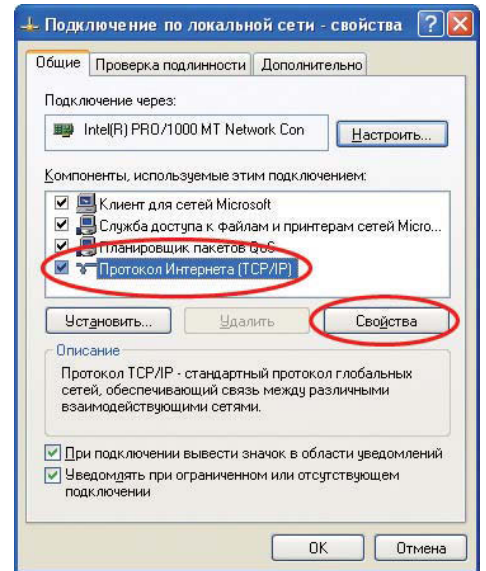 Подключение по локальной сети - свойства
Общие Проверка подлинности Дополнительно
Подключение через:
Intel(R) PRO/1000 MT Network Con Настроить...
Компоненты, используемые этим подключением:
Клиент для сетей Microsoft
Служба доступа к файлам и принтерам сетей Micro...
Планировщик пакетов QoS
Протокол Интернета (TCP/IP)
Установить... Удалить Свойства
Описание
Протокол TCP/IP - стандартный протокол глобальных
сетей, обеспечивающий связь между различными
взаимодействующими сетями.
При подключении вывести значок в области уведомлений
Уведомлять при ограниченном или отсутствующем
подключении
OK Отмена